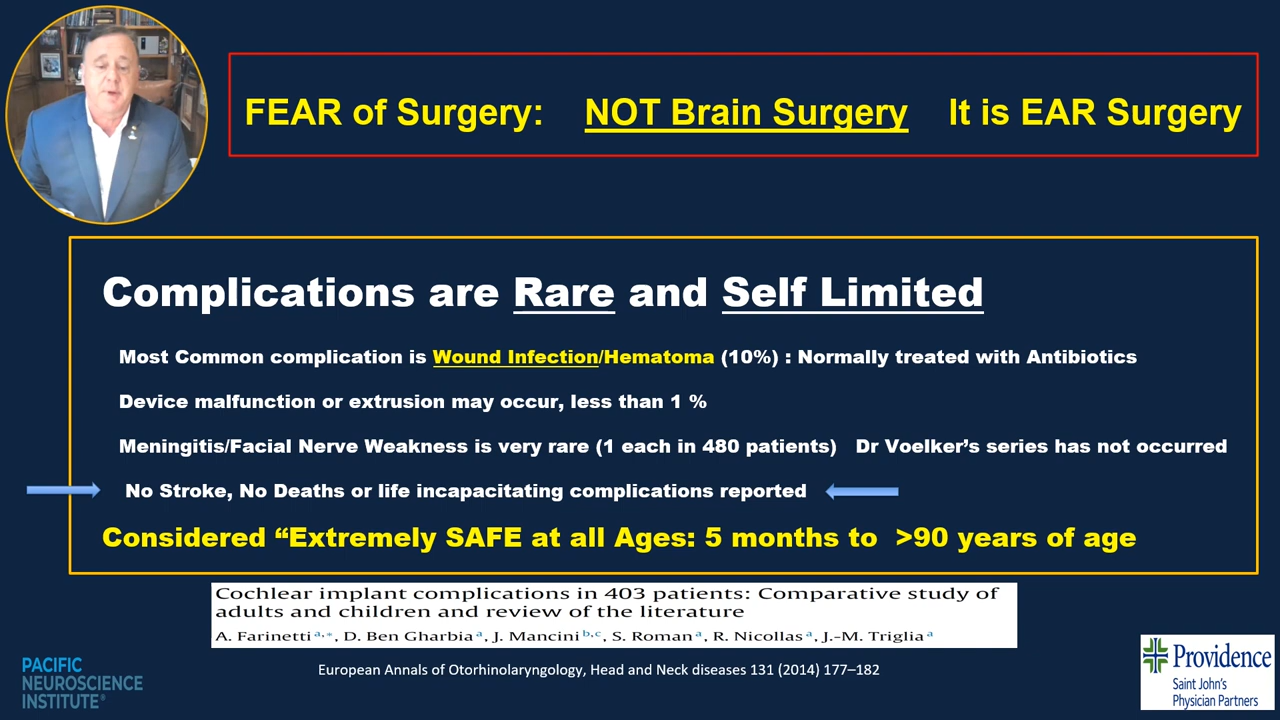 FEAR of Surgery: NOT Brain Surgery It is EAR Surgery
Complications are Rare and Self Limited
Most Common complication is Wound Infection/Hematoma (10%) : Normally treated with Antibiotics
Device malfunction or extrusion may occur, less than 1 %
Meningitis/Facial Nerve Weakness is very rare (1 each in 480 patients) Dr Voelker's series has not occurred
No Stroke, No Deaths or life incapacitating complications reported
Considered “Extremely SAFE at all Ages: 5 months to >90 years of age
Cochlear implant complications in 403 patients: Comparative study of
adults and children and review of the literature
A. Farinetti a,*, D. Ben Gharbia a, J. Mancini b,c, S. Roman a, R. Nicollas a, J.-M. Triglia a
European Annals of Otorhinolaryngology, Head and Neck diseases 131 (2014) 177–182
PACIFIC
NEUROSCIENCE
INSTITUTE®
Providence
Saint John's
Physician Partners